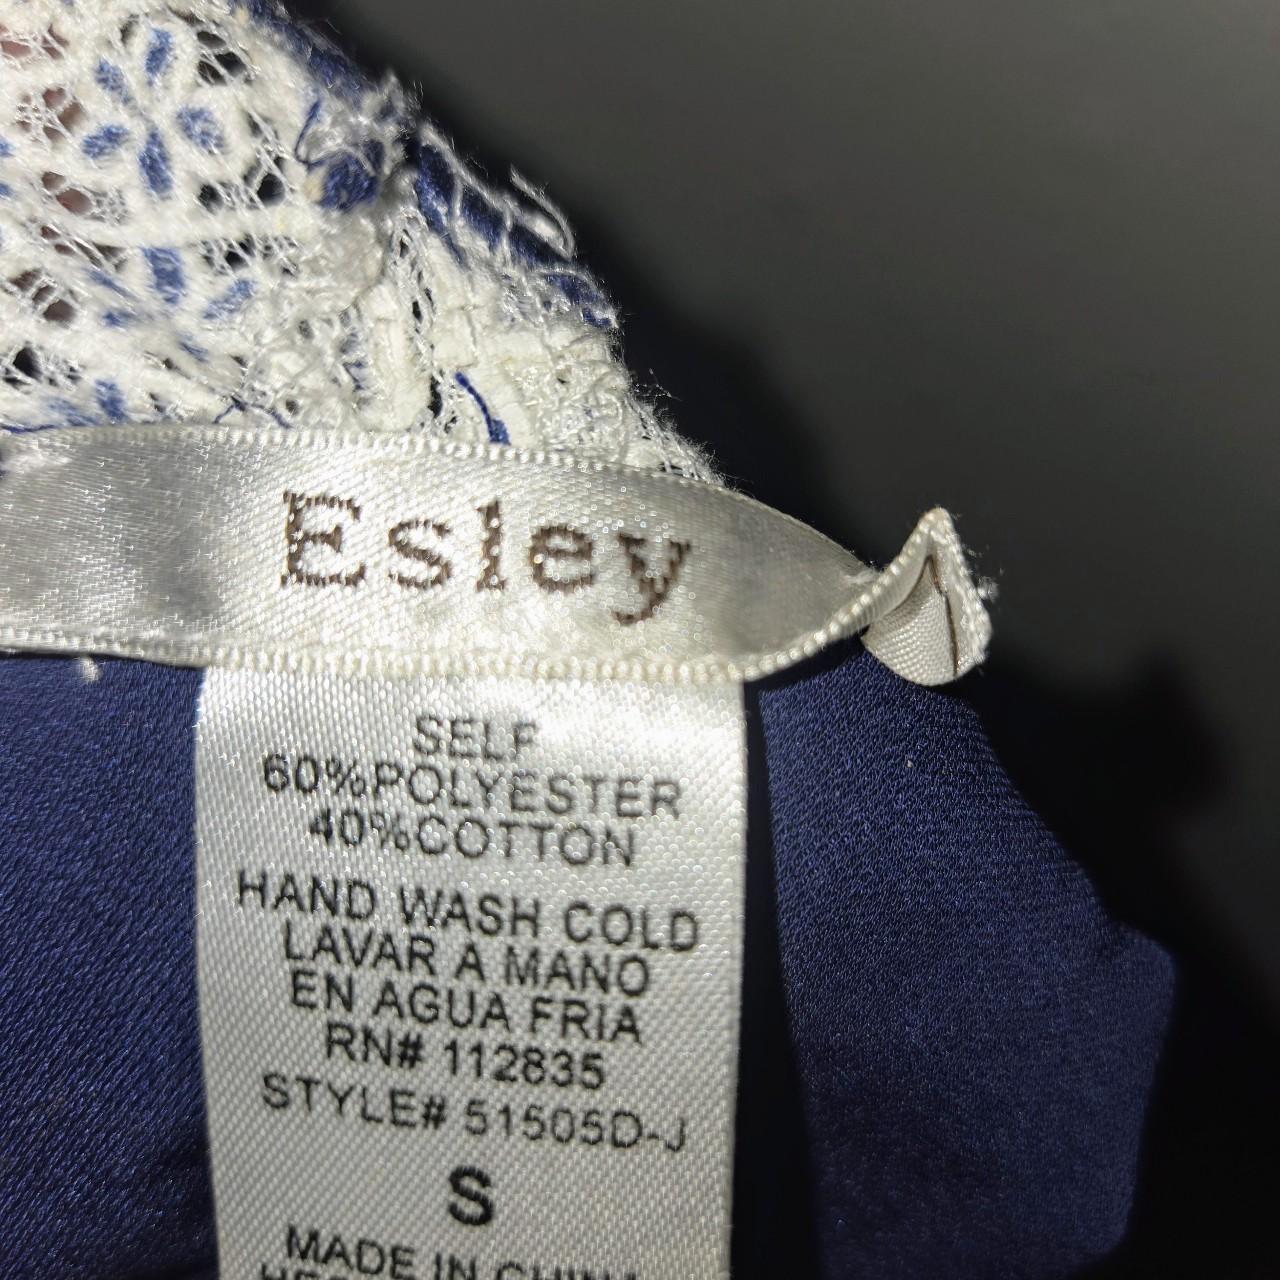 Esley
SELF
60%POLYESTER
40%COTTON
HAND WASH COLD
LAVAR A MANO
EN AGUA FRIA
RN# 112835
STYLE# 51505D-J
S
MADE IN CHINA